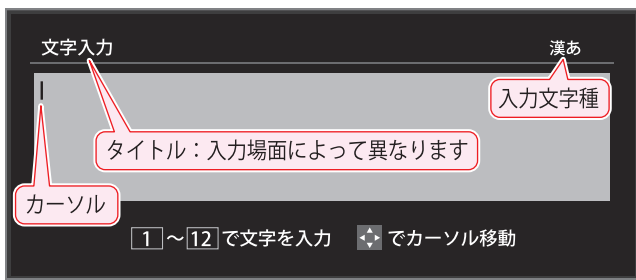 文字入力
漢あ
入力文字種
タイトル：入力場面によって異なります
カーソル
1～12で文字を入力 でカーソル移動